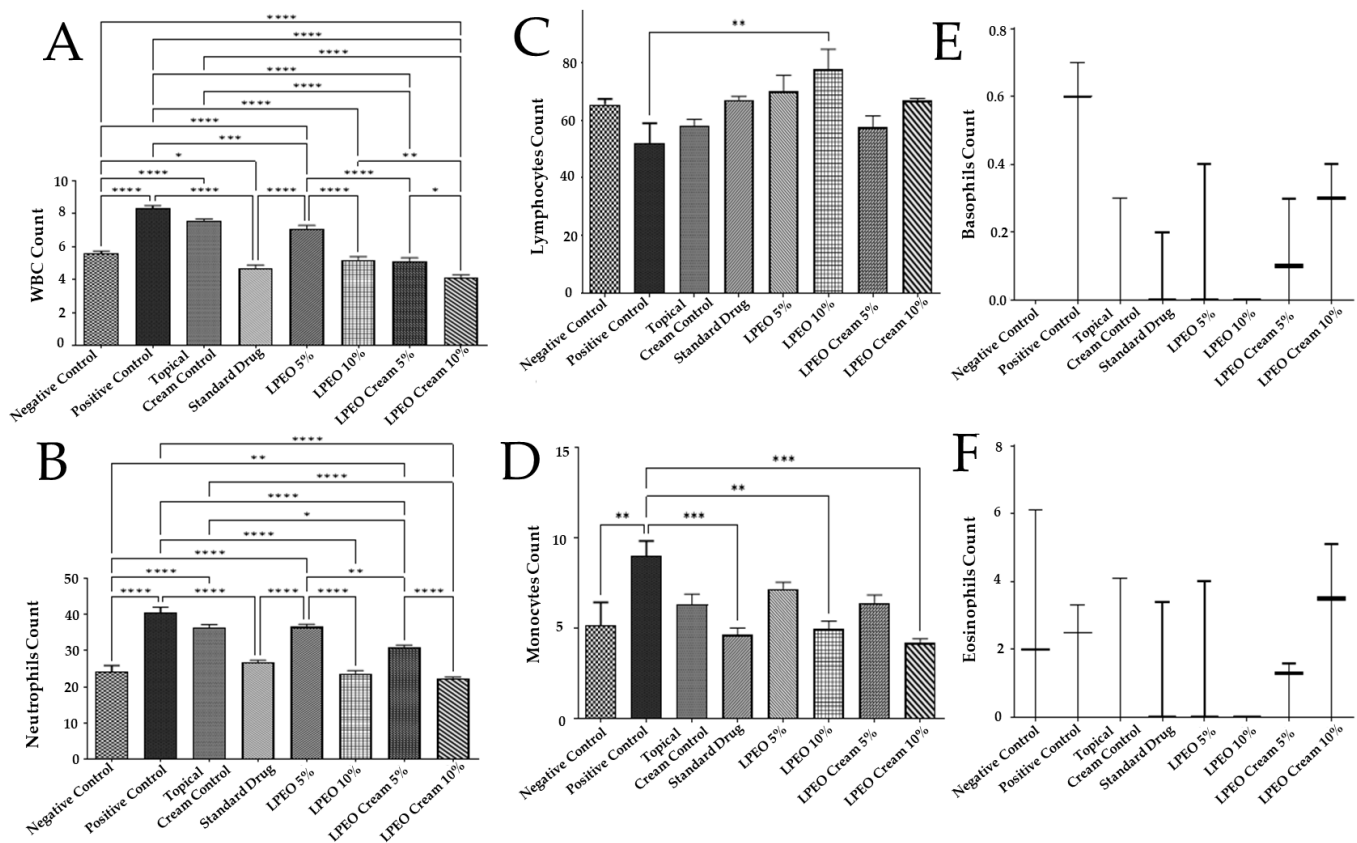 A
****
****
****
****
****
****
****
***
*
**
****
****
****
****
****
****
*
WBC Count
10
8
6
4
2
0
Negative Control
Positive Control
Topical
Cream Control
Standard Drug
LPEO 5%
LPEO 10%
LPEO Cream 5%
LPEO Cream 10%
B
****
**
****
****
*
****
****
****
**
****
****
****
****
****
Neutrophils Count
50
40
30
20
10
0
Negative Control
Positive Control
Topical
Cream Control
Standard Drug
LPEO 5%
LPEO 10%
LPEO Cream 5%
LPEO Cream 10%
C
**
Lymphocytes Count
80
60
40
20
0
Negative Control
Positive Control
Topical
Cream Control
Standard Drug
LPEO 5%
LPEO 10%
LPEO Cream 5%
LPEO Cream 10%
D
***
**
**
***
Monocytes Count
15
10
5
0
Negative Control
Positive Control
Topical
Cream Control
Standard Drug
LPEO 5%
LPEO 10%
LPEO Cream 5%
LPEO Cream 10%
E
Basophils Count
0.8
0.6
0.4
0.2
0.0
Negative Control
Positive Control
Topical
Cream Control
Standard Drug
LPEO 5%
LPEO 10%
LPEO Cream 5%
LPEO Cream 10%
F
Eosinophils Count
8
6
4
2
0
Negative Control
Positive Control
Topical
Cream Control
Standard Drug
LPEO 5%
LPEO 10%
LPEO Cream 5%
LPEO Cream 10%